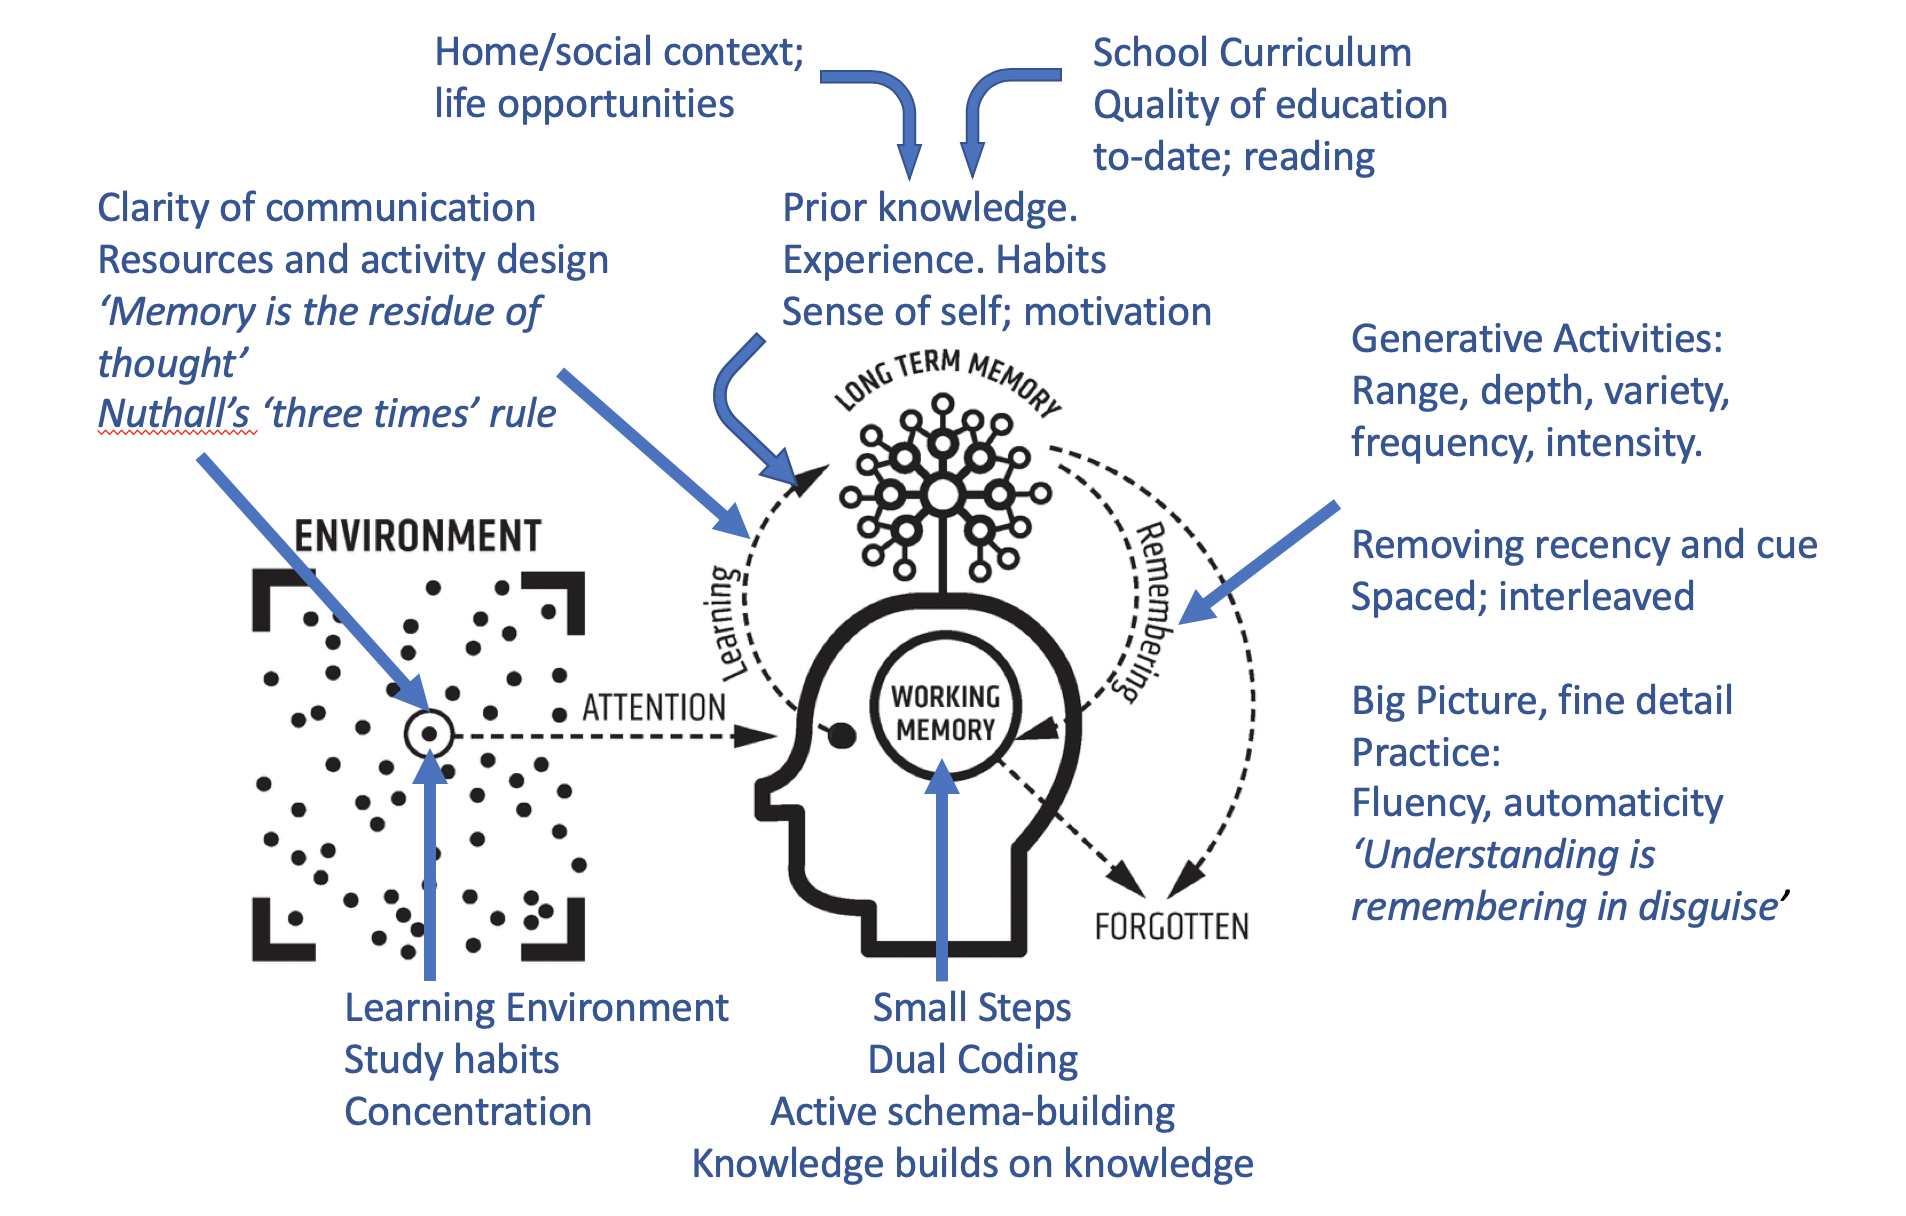 Home/social context;
life opportunities
School Curriculum
Quality of education
to-date; reading
Clarity of communication
Resources and activity design
‘Memory is the residue of
thought’
Nuthall’s ‘three times’ rule
Prior knowledge.
Experience. Habits
Sense of self; motivation
Generative Activities:
Range, depth, variety,
frequency, intensity.
Removing recency and cue
Spaced; interleaved
Big Picture, fine detail
Practice:
Fluency, automaticity
‘Understanding is
remembering in disguise’
LONG TERM MEMORY
ENVIRONMENT
Learning
Remembering
ATTENTION
WORKING
MEMORY
FORGOTTEN
Learning Environment
Study habits
Concentration
Small Steps
Dual Coding
Active schema-building
Knowledge builds on knowledge